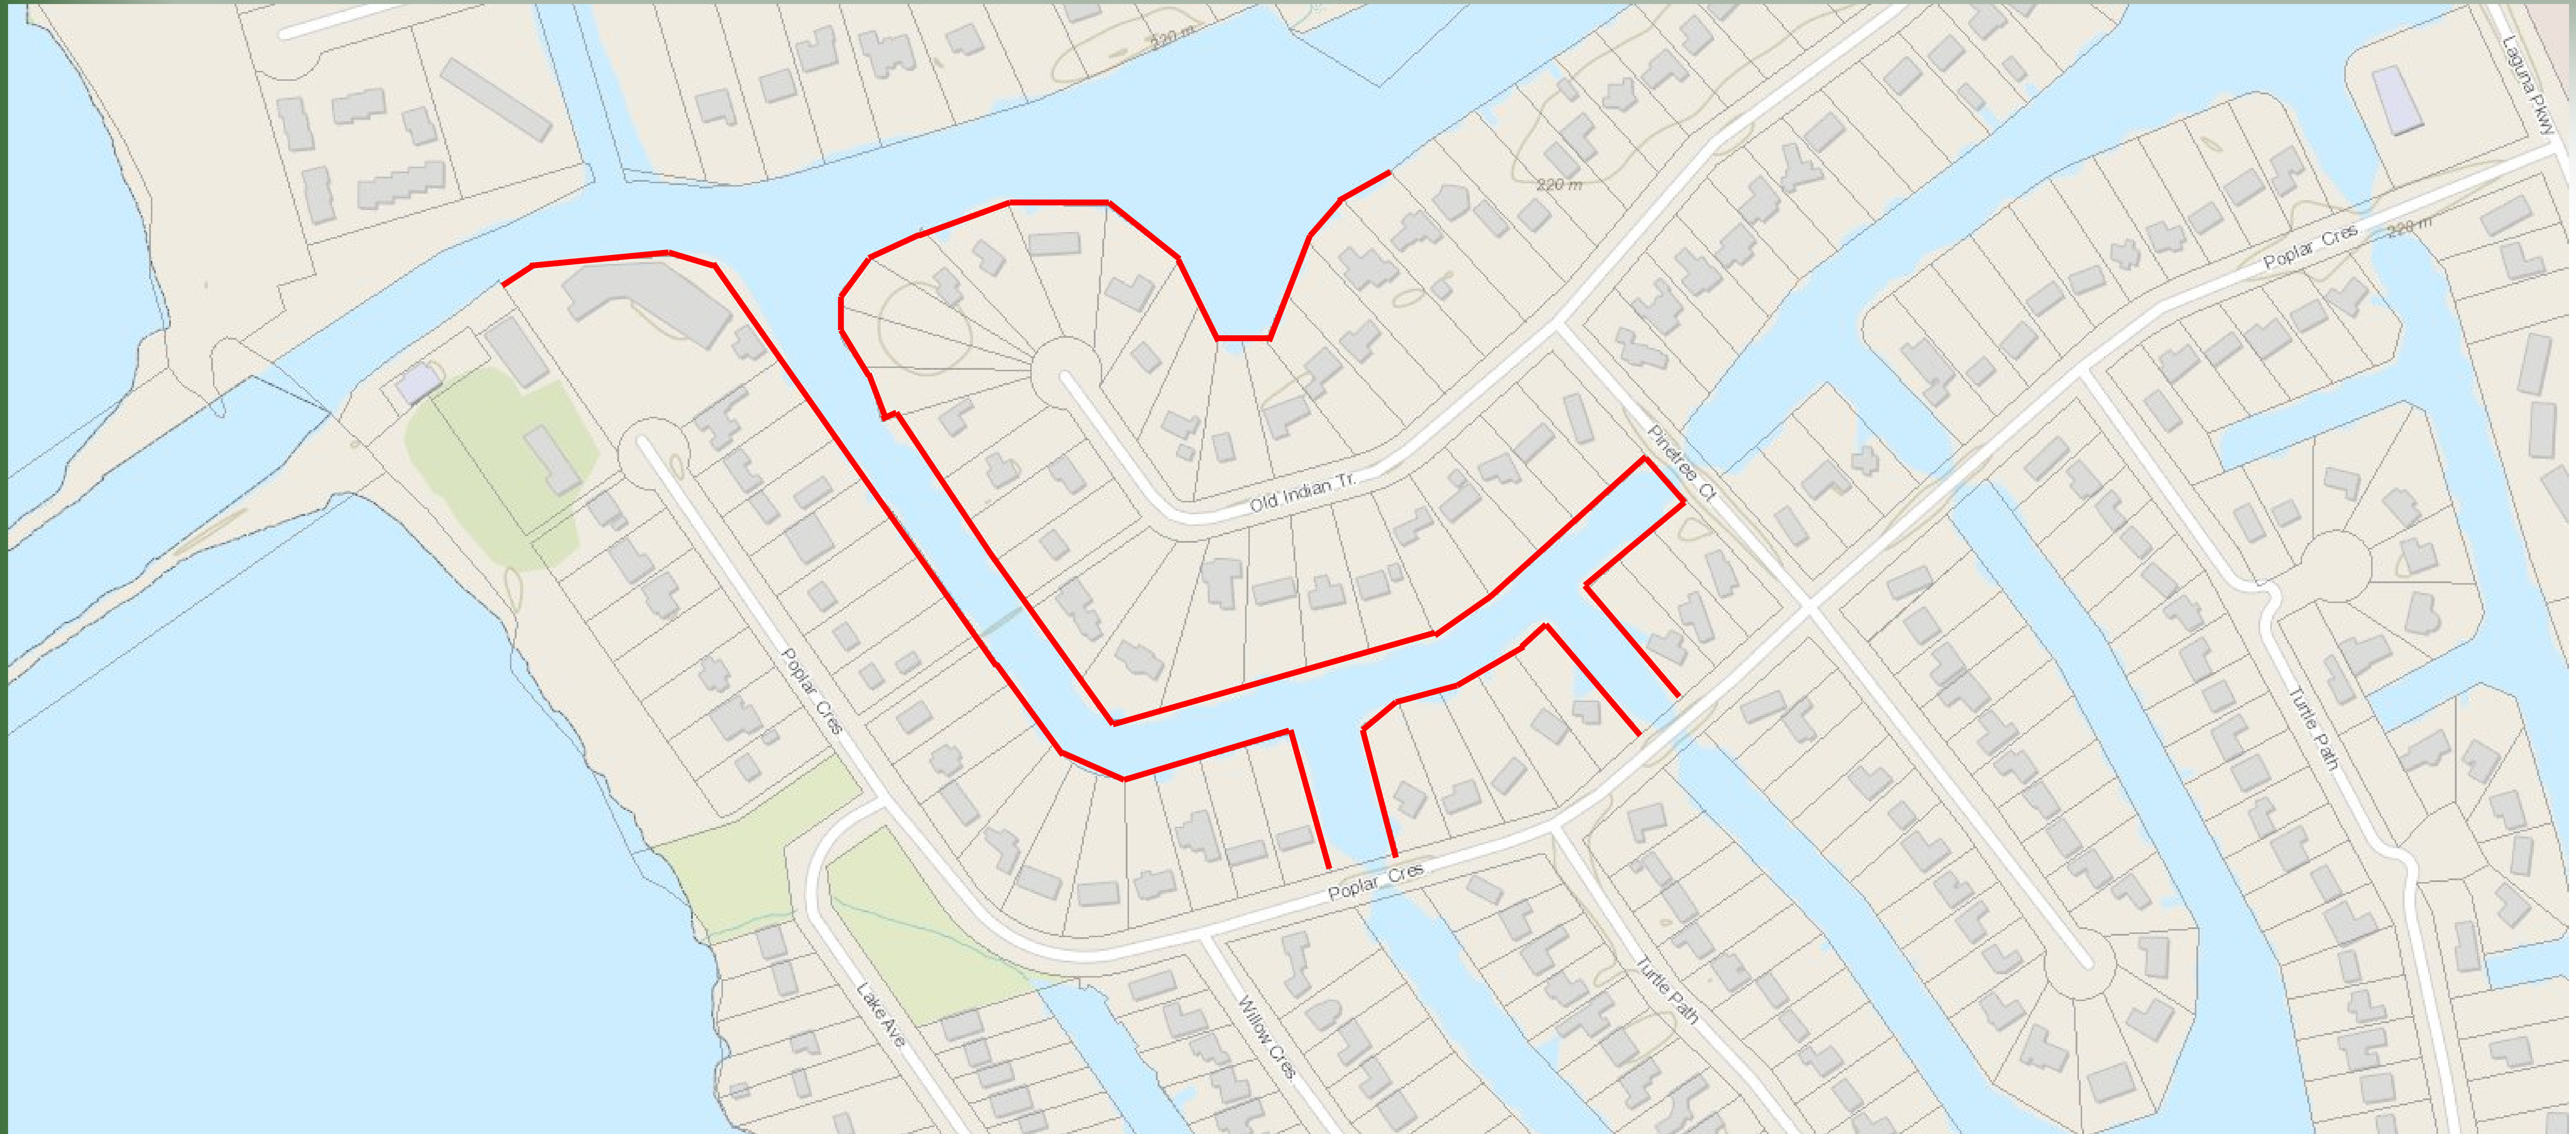 220 m
Laguna Pkwy
220 m
Poplar Cres
220 m
Pinetree Ct
Old Indian Tr.
Poplar Cres
Turtle Path
Poplar Cres
Turtle Path
Lake Ave
Willow Cres.